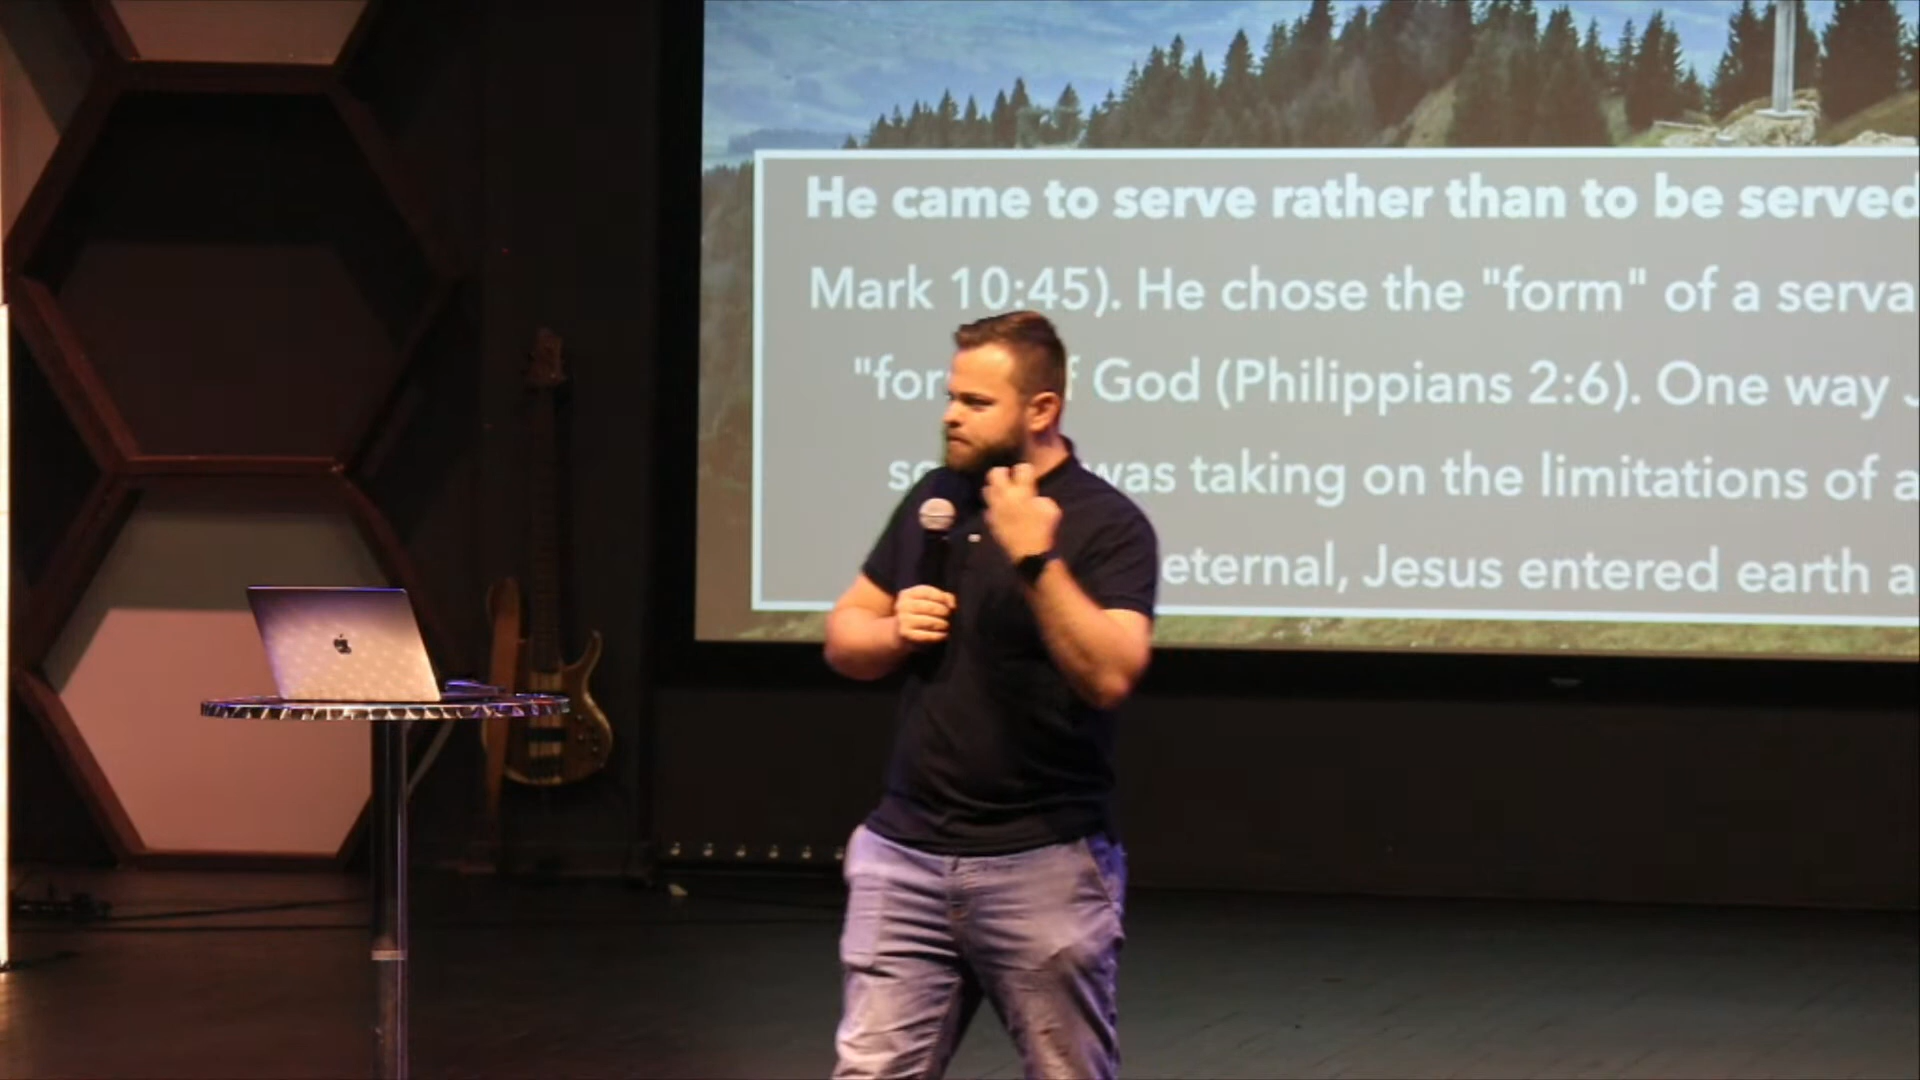 He came to serve rather than to be served
Mark 10:45). He chose the "form" of a serva
"for f God (Philippians 2:6). One way J
se was taking on the limitations of a
eternal, Jesus entered earth a